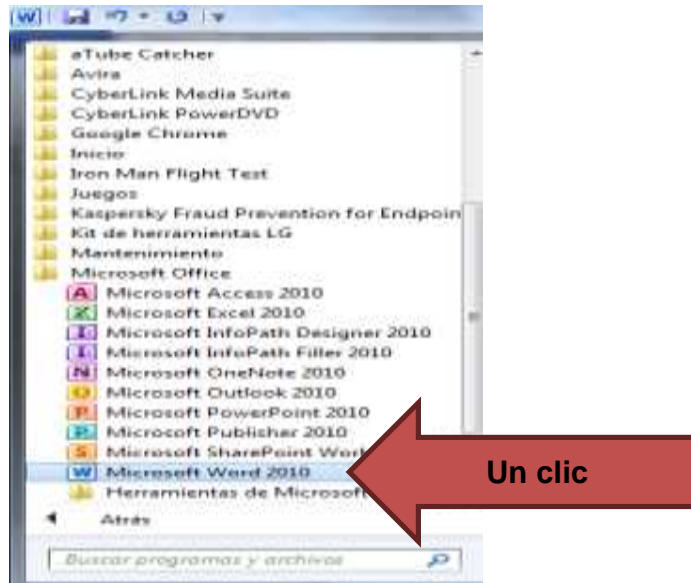 W
aTube Catcher
Avira
CyberLink Media Suite
CyberLink PowerDVD
Google Chrome
Inicio
Iron Man Flight Test
Juegos
Kaspersky Fraud Prevention for Endpoin
Kit de herramientas LG
Mantenimiento
Microsoft Office
A Microsoft Access 2010
X Microsoft Excel 2010
I Microsoft InfoPath Designer 2010
I Microsoft InfoPath Filler 2010
N Microsoft OneNote 2010
O Microsoft Outlook 2010
P Microsoft PowerPoint 2010
P Microsoft Publisher 2010
S Microsoft SharePoint Work
W Microsoft Word 2010
Un clic
Herramientas de Microsoft
Atrás
Buscar programas y archivos